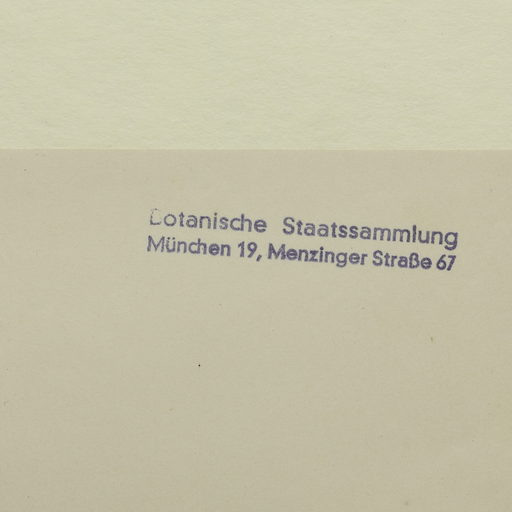 Botanische Staatssammlung
München 19, Menzinger Straße 67